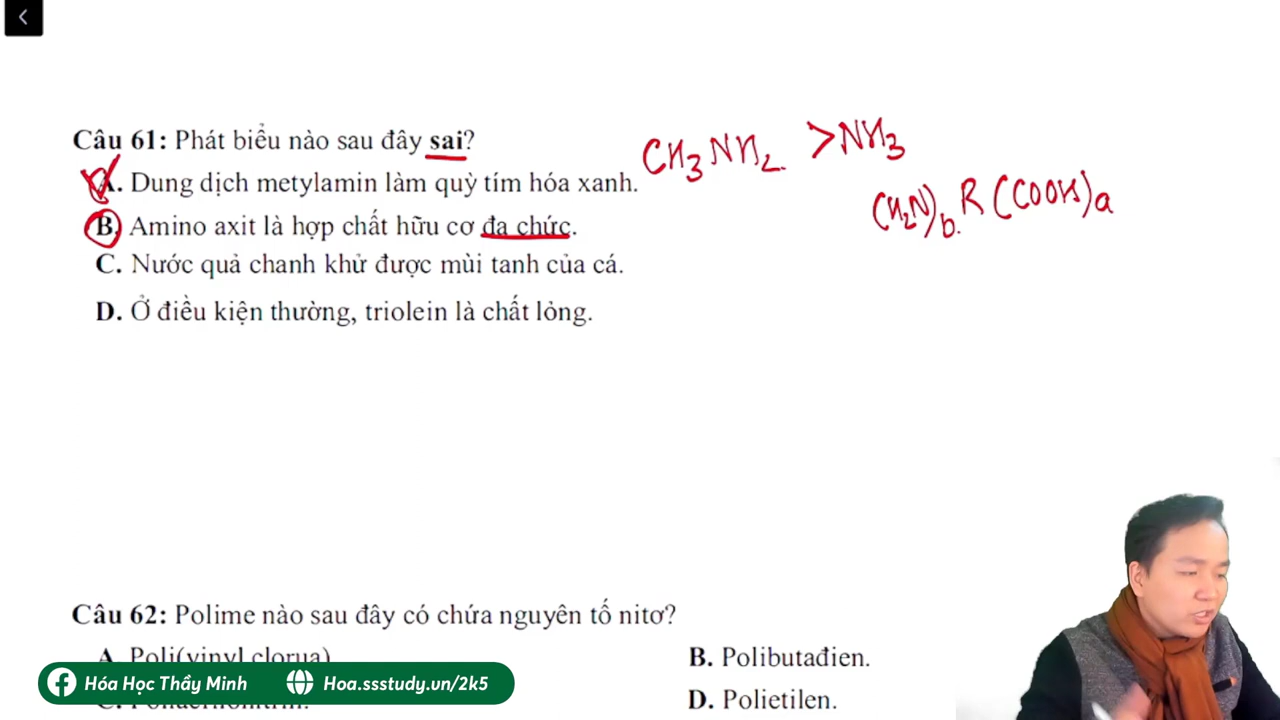 Câu 61: Phát biểu nào sau đây sai?
CH3NH2 > NH3
A. Dung dịch metylamin làm quỳ tím hóa xanh.
(H2N)b R (COOH)a
B. Amino axit là hợp chất hữu cơ đa chức.
C. Nước quả chanh khử được mùi tanh của cá.
D. Ở điều kiện thường, triolein là chất lỏng.
Câu 62: Polime nào sau đây có chứa nguyên tố nitơ?
A. Poli(vinyl clorua)
B. Polibutađien.
Hóa Học Thầy Minh Hoa.ssstudy.vn/2k5
D. Polietilen.